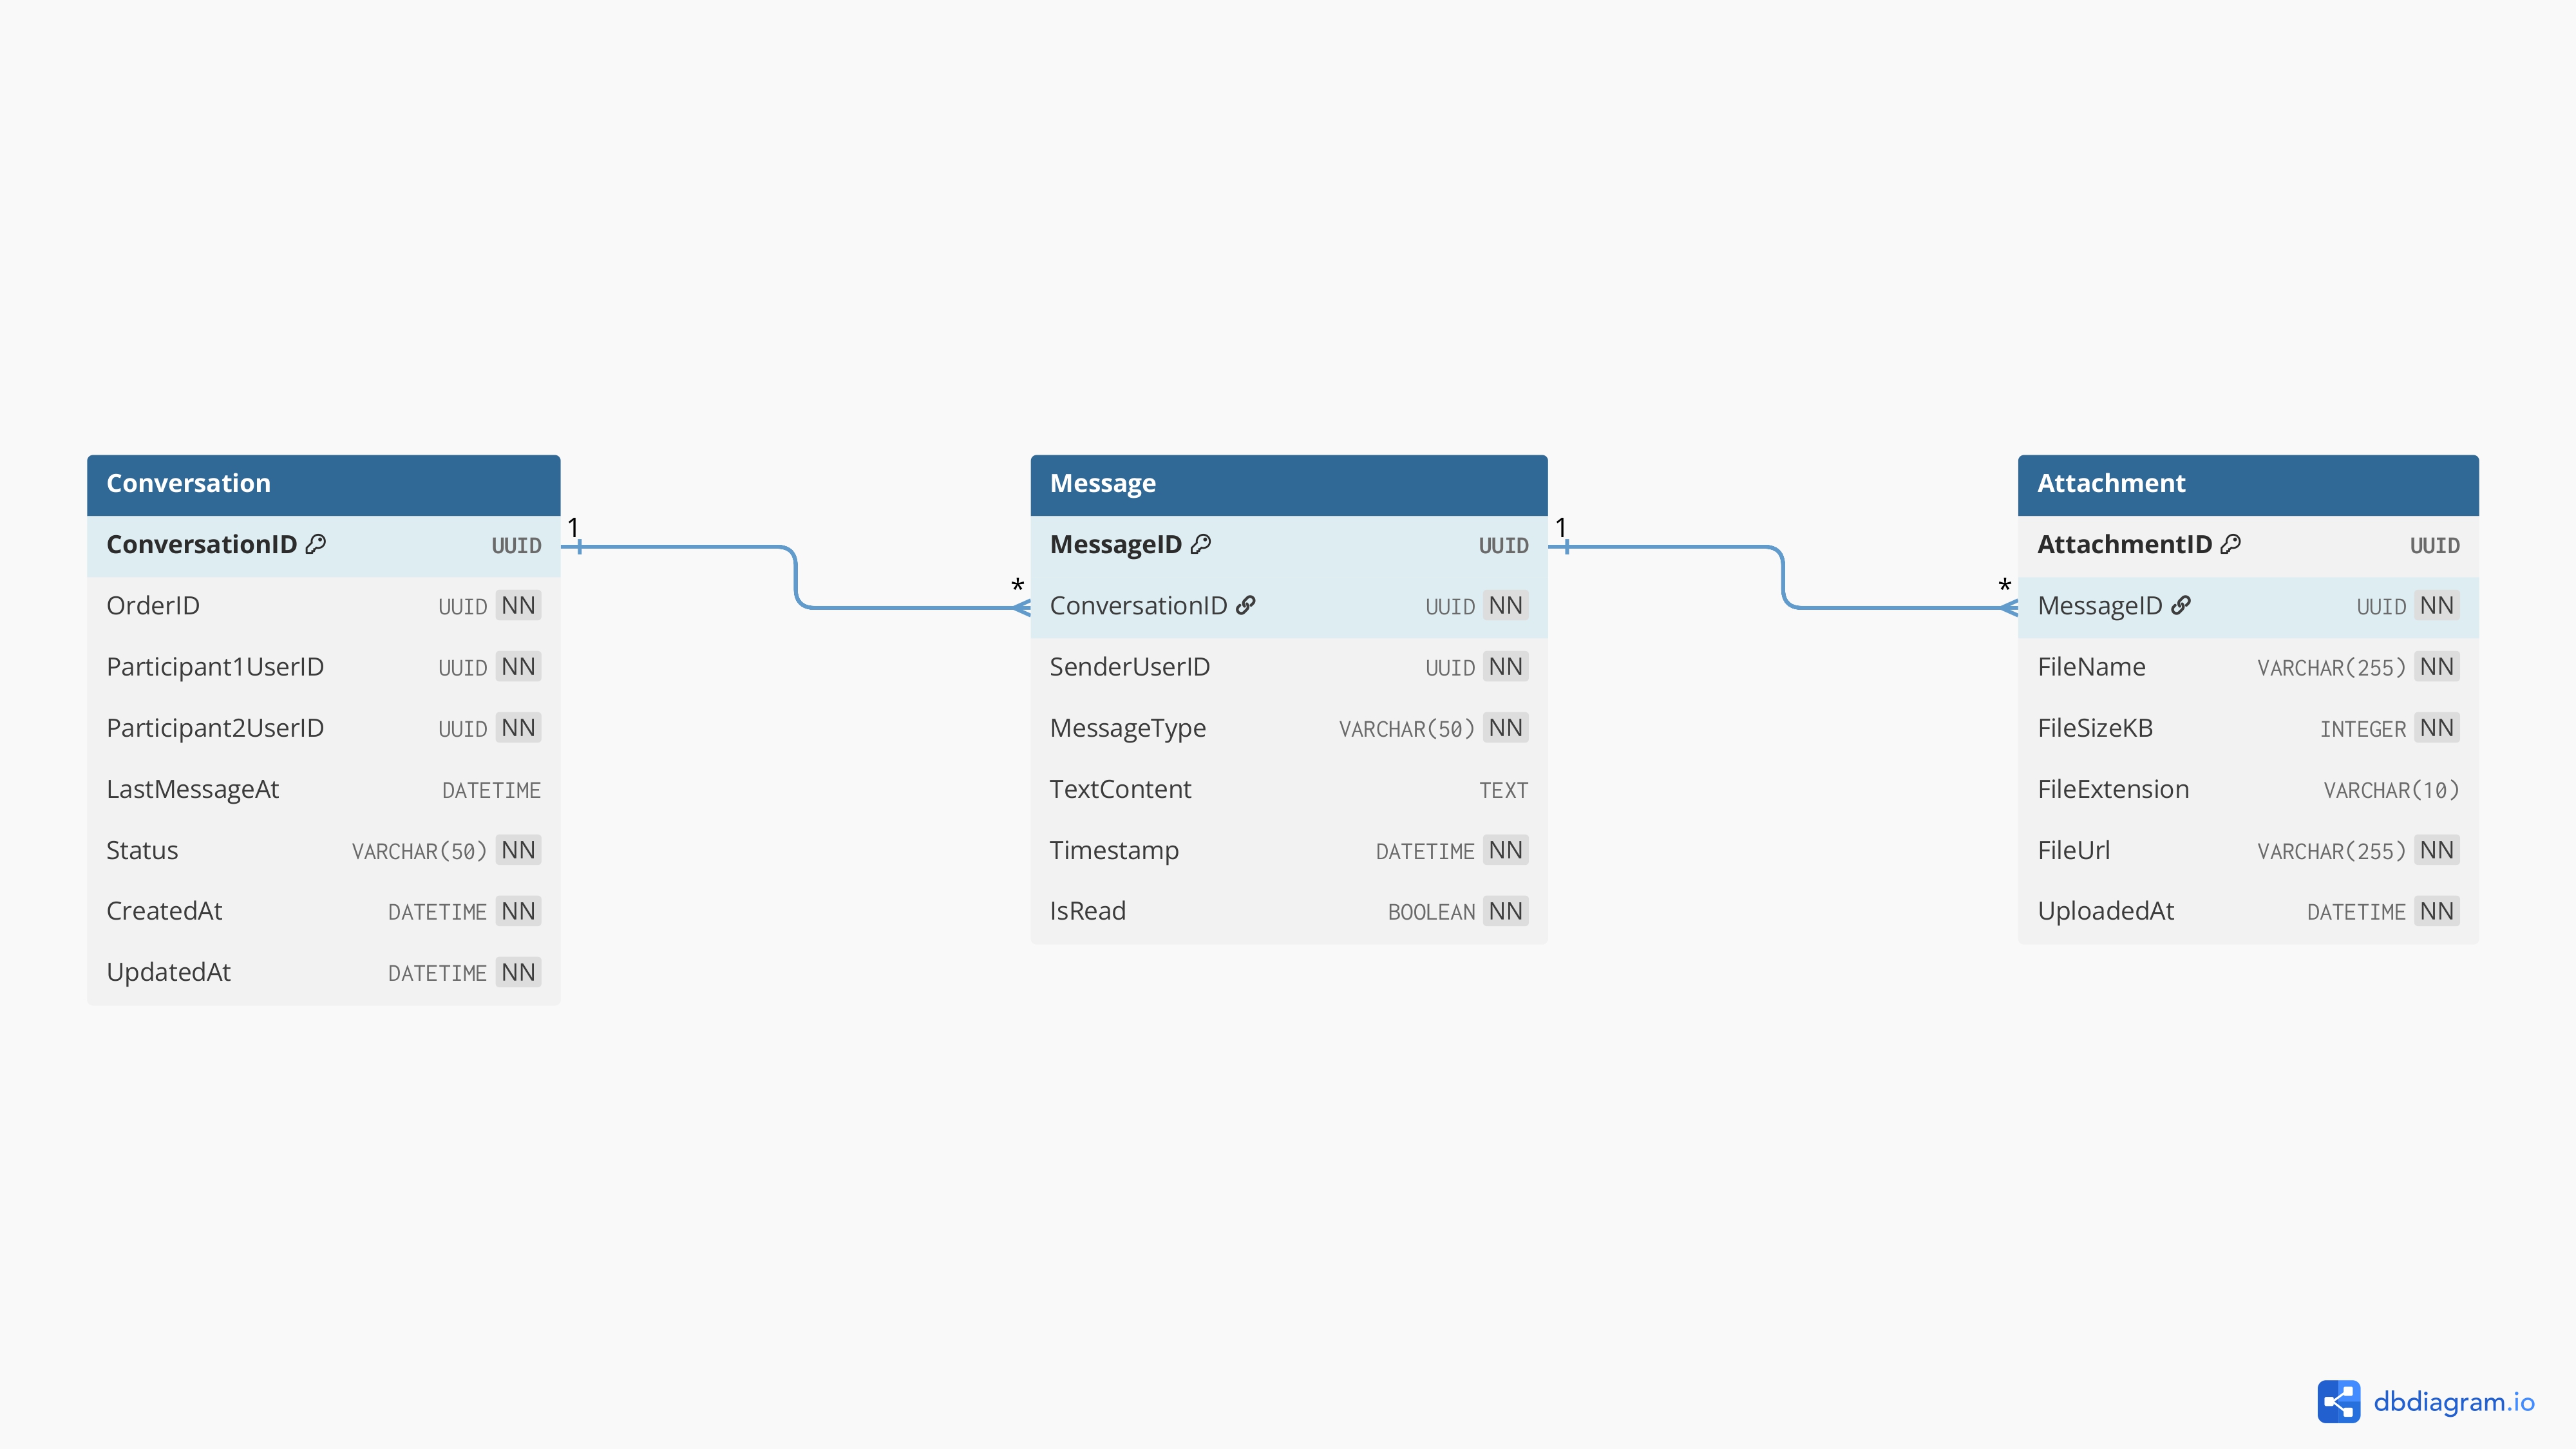 Conversation
ConversationID UUID
OrderID UUID NN
Participant1UserID UUID NN
Participant2UserID UUID NN
LastMessageAt DATETIME
Status VARCHAR(50) NN
CreatedAt DATETIME NN
UpdatedAt DATETIME NN
1
*
Message
MessageID UUID
ConversationID UUID NN
SenderUserID UUID NN
MessageType VARCHAR(50) NN
TextContent TEXT
Timestamp DATETIME NN
IsRead BOOLEAN NN
1
*
Attachment
AttachmentID UUID
MessageID UUID NN
FileName VARCHAR(255) NN
FileSizeKB INTEGER NN
FileExtension VARCHAR(10)
FileUrl VARCHAR(255) NN
UploadedAt DATETIME NN
dbdiagram.io